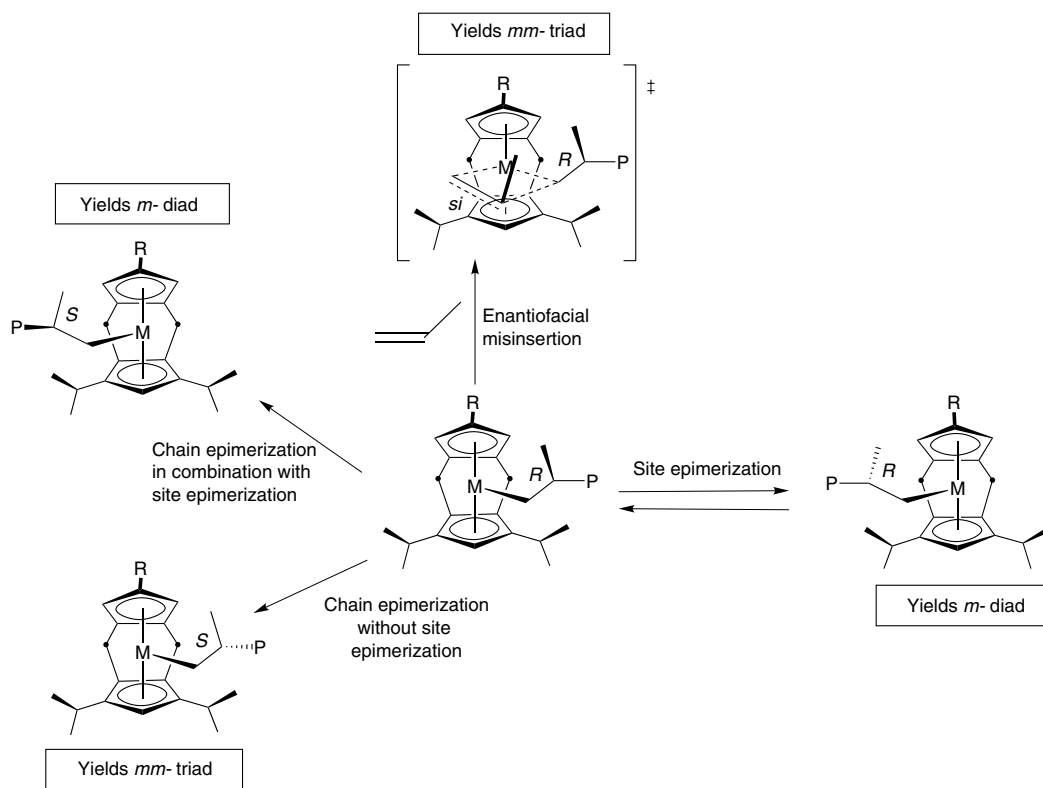 Yields mm- triad
R
‡
M
R
P
si
Yields m- diad
R
S
P
M
Enantiofacial
misinsertion
Chain epimerization
in combination with
site epimerization
R
R
M
P
Site epimerization
R
P
R
M
Yields m- diad
Chain epimerization
without site
epimerization
R
S
M
P
Yields mm- triad